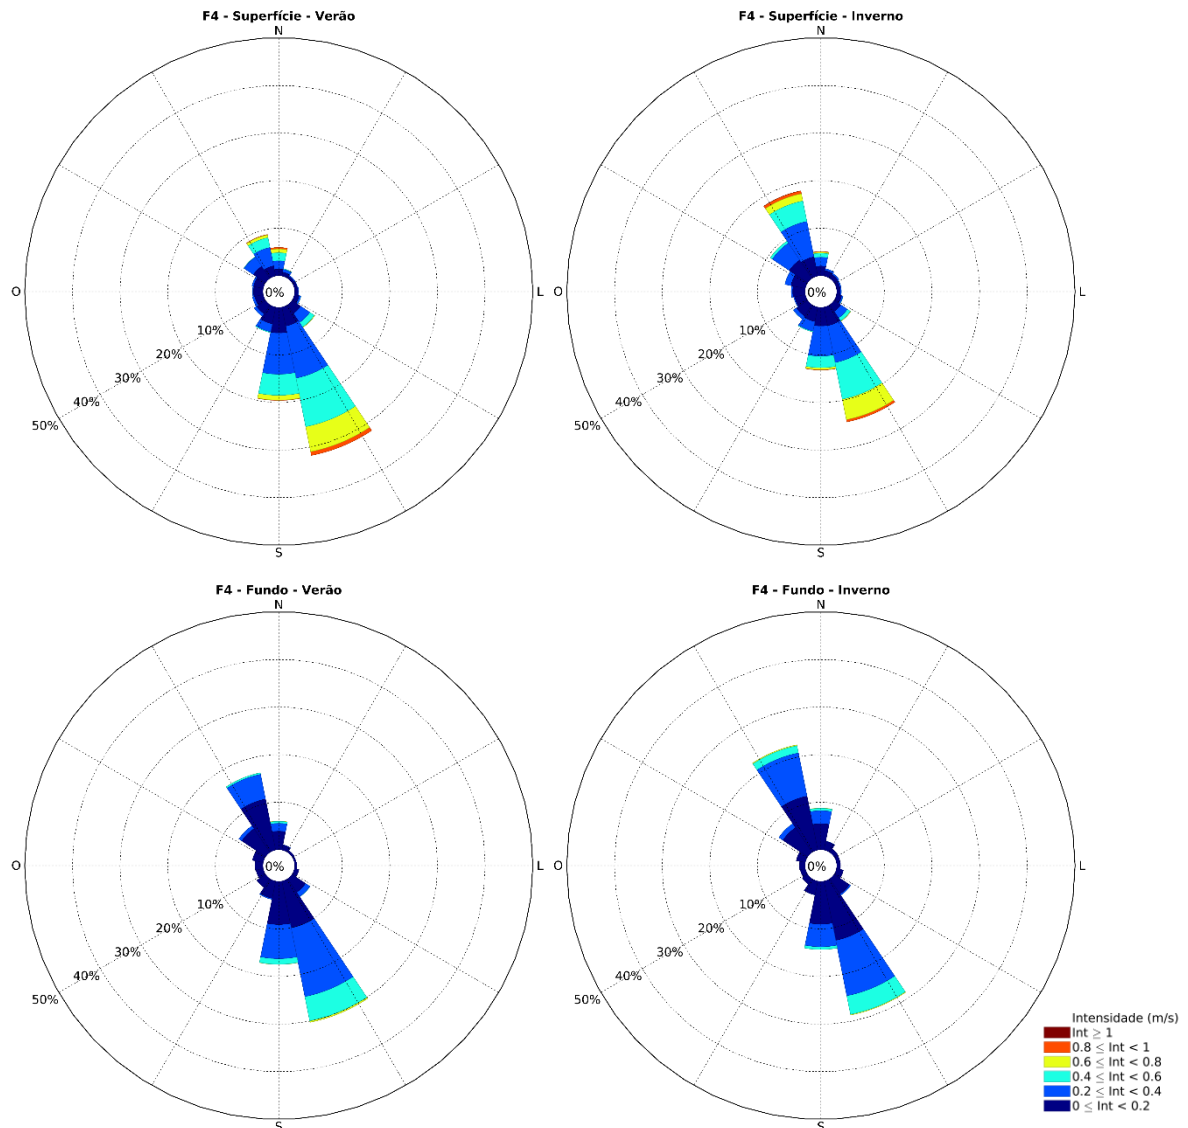 F4 - Superfície - Verão
N
O
L
0%
10%
20%
30%
40%
50%
S
F4 - Superfície - Inverno
N
O
L
0%
10%
20%
30%
40%
50%
S
F4 - Fundo - Verão
N
O
L
0%
10%
20%
30%
40%
50%
S
F4 - Fundo - Inverno
N
O
L
0%
10%
20%
30%
40%
50%
S
Intensidade (m/s)
Int ≥ 1
0.8 ≤ Int < 1
0.6 ≤ Int < 0.8
0.4 ≤ Int < 0.6
0.2 ≤ Int < 0.4
0 ≤ Int < 0.2